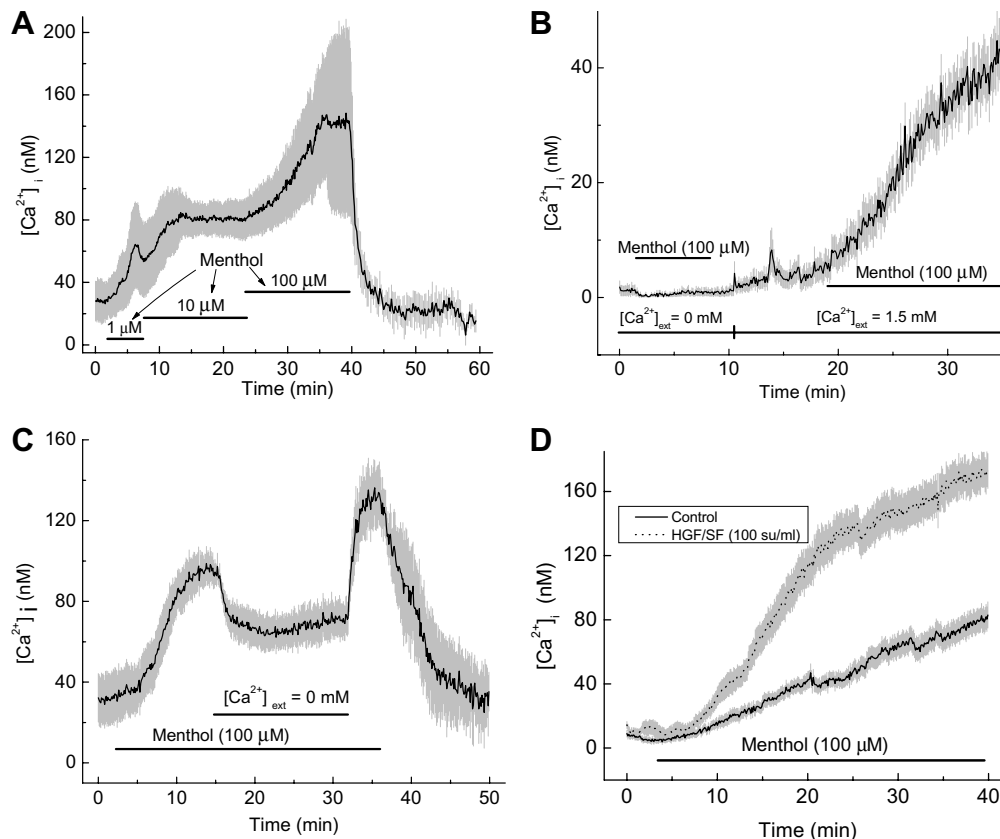 A
200
160
120
80
40
0
[Ca²⁺] i (nM)
Menthol
100 μM
10 μM
1 μM
0 10 20 30 40 50 60
Time (min)
B
40
20
0
[Ca²⁺]i (nM)
Menthol (100 μM)
Menthol (100 μM)
[Ca²⁺]ext = 0 mM
[Ca²⁺]ext = 1.5 mM
0 10 20 30
Time (min)
C
160
120
80
40
0
[Ca²⁺] i (nM)
[Ca²⁺] ext = 0 mM
Menthol (100 μM)
0 10 20 30 40 50
Time (min)
D
160
120
80
40
0
[Ca²⁺]i (nM)
Control
HGF/SF (100 su/ml)
Menthol (100 μM)
0 10 20 30 40
Time (min)